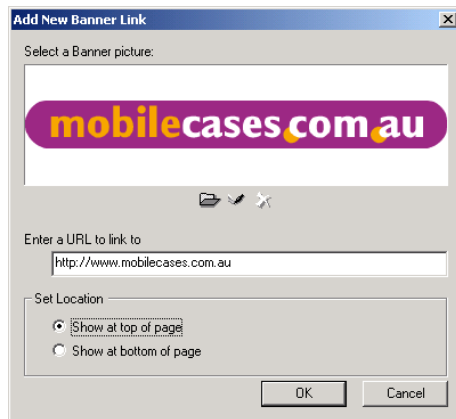 Add New Banner Link
Select a Banner picture:
mobilecases.com.au
Enter a URL to link to
http://www.mobilecases.com.au
Set Location
Show at top of page
Show at bottom of page
OK Cancel